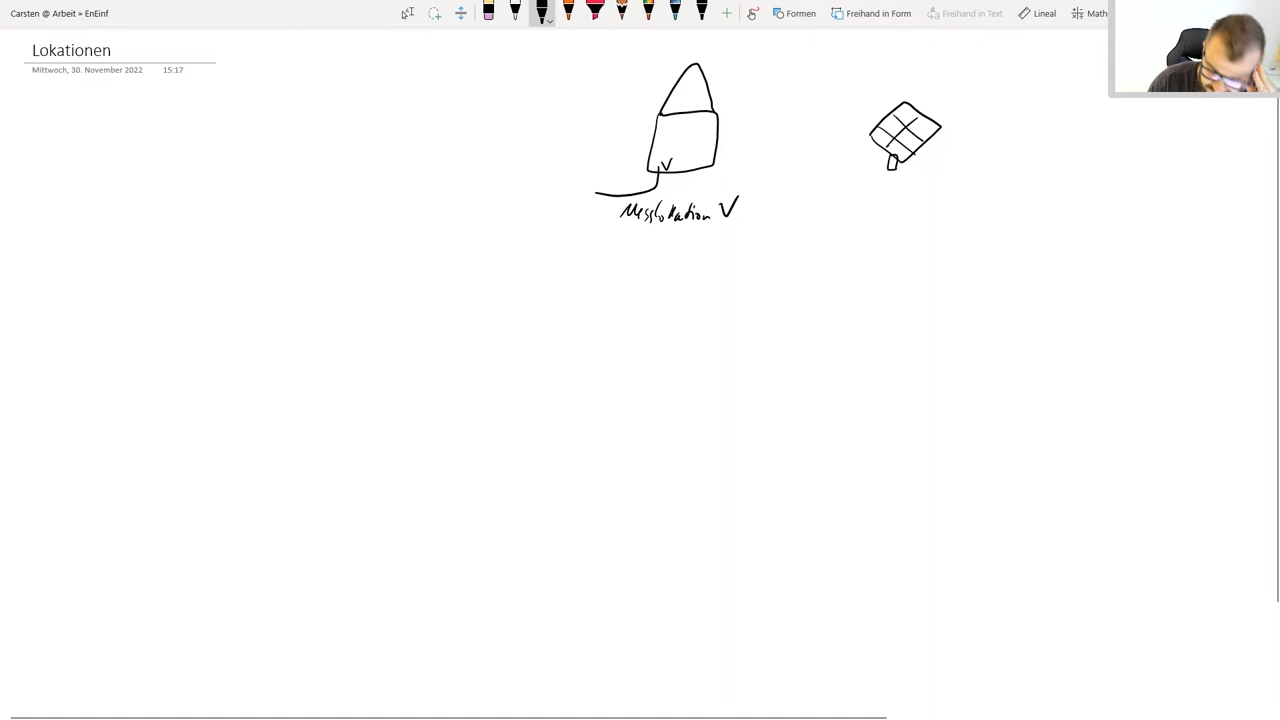 Carsten @ Arbeit » EnEinf
Freihand in Form
Formen
Freihand in Text
Lineal
Math
Lokationen
Mittwoch, 30. November 2022 15:17
V
Messlokation V